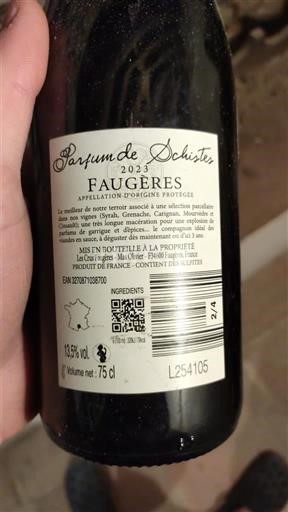 Parfum de Schistes
2023
FAUGÈRES
APPELLATION D'ORIGINE PROTÉGÉE
Le meilleur de notre terroir associé à une sélection parcellaire
dans nos vignes (Syrah, Grenache, Carignan, Mourvèdre et
Cinsault); une très longue macération pour une explosion de
parfums de garrigue et d'épices... le compagnon idéal des
viandes en sauce, à déguster dès maintenant ou d'ici 3 ans.
MIS EN BOUTEILLE À LA PROPRIÉTÉ
Les Crus Faugères - Mas Olivier - F34600 Faugères, France
PRODUIT DE FRANCE - CONTIENT DES SULFITES
EAN 3270871038700
INGREDIENTS
13,5% vol.
Volume net : 75 cl
2/4
L254105